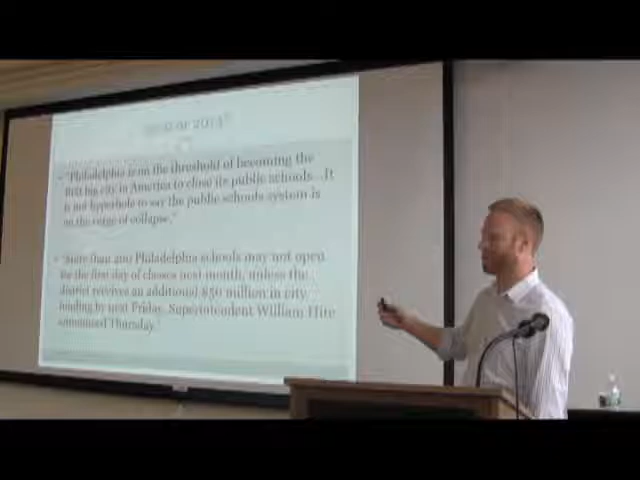 "Philadelphia is on the threshold of becoming the
first big city in America to close its public schools...It
is not hyperbole to say the public schools system is
on the verge of collapse."
"More than 200 Philadelphia schools may not open
for the first day of classes next month, unless the
district receives an additional $50 million in city
funding by next Friday, Superintendent William Hite
announced Thursday."